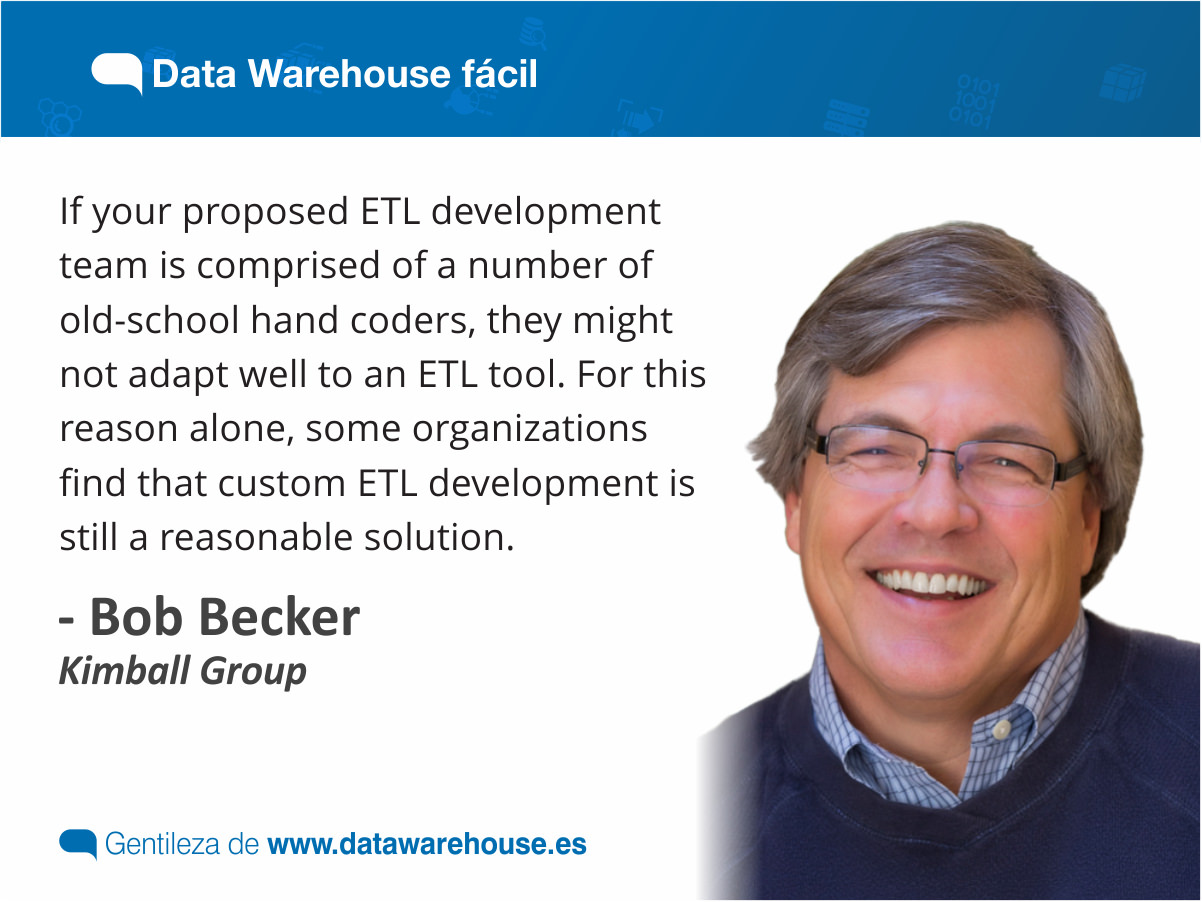 Data Warehouse fácil
0101
1001
0101
If your proposed ETL development
team is comprised of a number of
old-school hand coders, they might
not adapt well to an ETL tool. For this
reason alone, some organizations
find that custom ETL development is
still a reasonable solution.
- Bob Becker
Kimball Group
Gentileza de www.datawarehouse.es